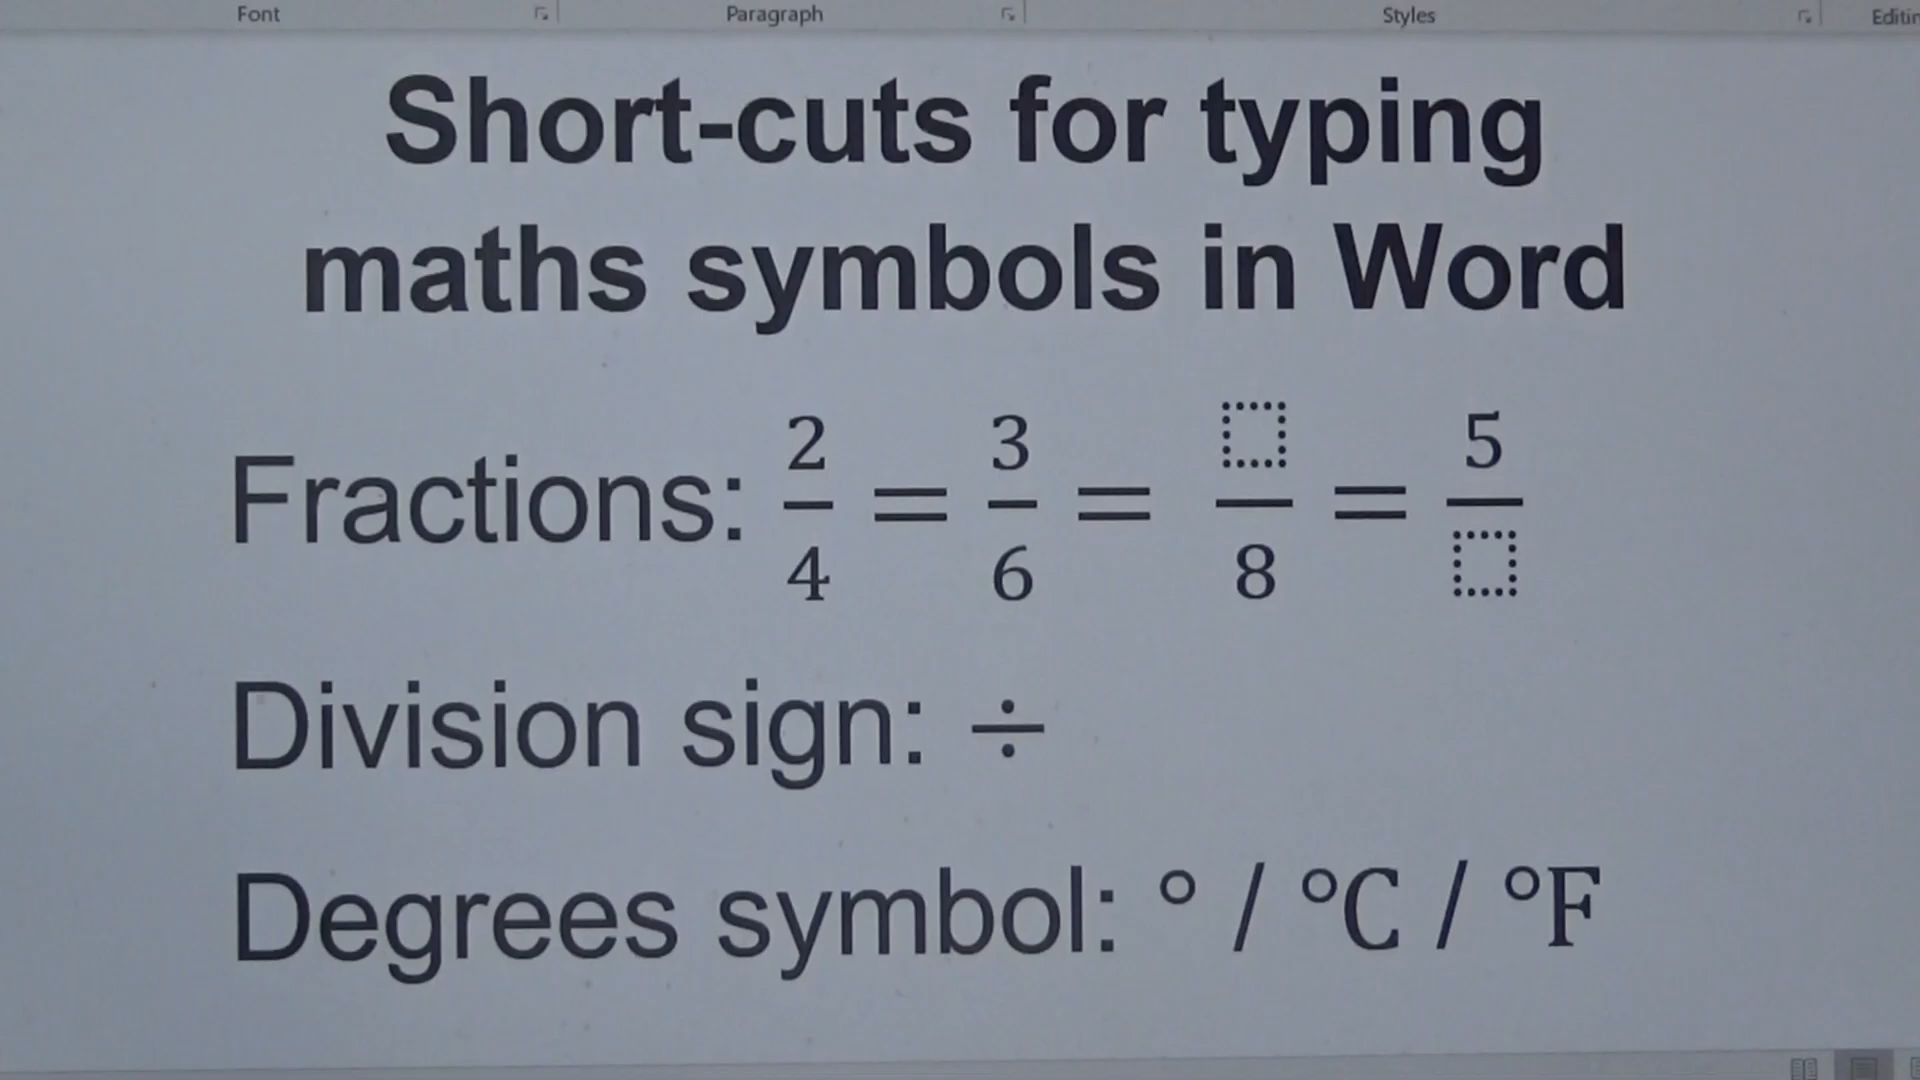 Font Paragraph Styles
Short-cuts for typing
maths symbols in Word
Fractions: 2/4 = 3/6 = ⬚/8 = 5/⬚
Division sign: ÷
Degrees symbol: ° / °C / °F